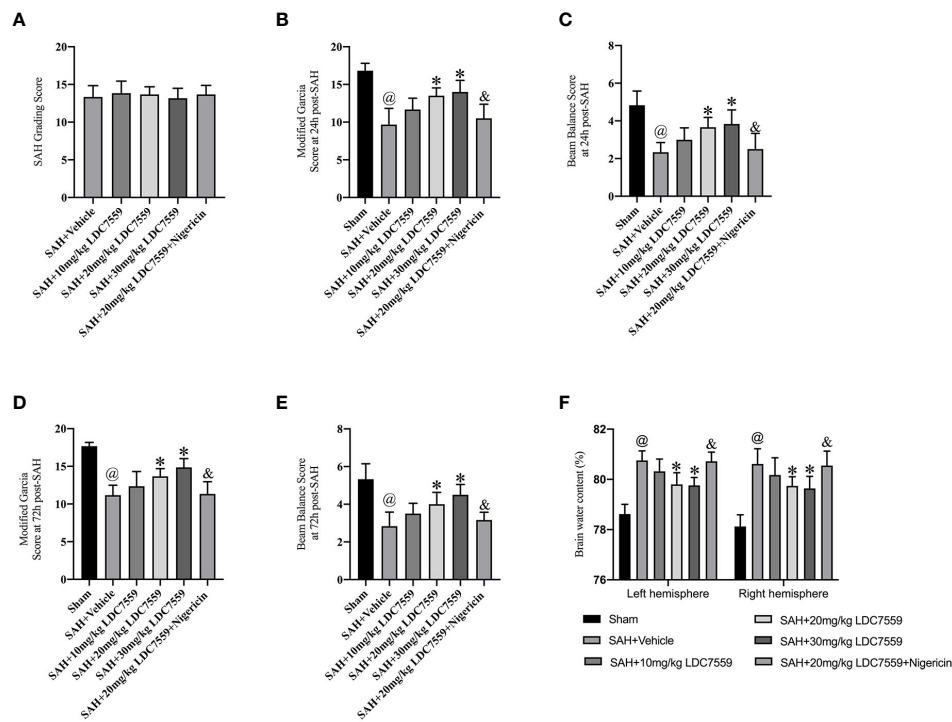 A
SAH Grading Score
20
15
10
5
0
SAH+Vehicle
SAH+10mg/kg LDC7559
SAH+20mg/kg LDC7559
SAH+30mg/kg LDC7559
SAH+20mg/kg LDC7559+Nigericin
B
Modified Garcia
Score at 24h post-SAH
20
15
10
5
0
@
*
*
&
Sham
SAH+Vehicle
SAH+10mg/kg LDC7559
SAH+20mg/kg LDC7559
SAH+30mg/kg LDC7559
SAH+20mg/kg LDC7559+Nigericin
C
Beam Balance Score
at 24h post-SAH
8
6
4
2
0
@
*
*
&
Sham
SAH+Vehicle
SAH+10mg/kg LDC7559
SAH+20mg/kg LDC7559
SAH+30mg/kg LDC7559
SAH+20mg/kg LDC7559+Nigericin
D
Modified Garcia
Score at 72h post-SAH
20
15
10
5
0
@
*
*
&
Sham
SAH+Vehicle
SAH+10mg/kg LDC7559
SAH+20mg/kg LDC7559
SAH+30mg/kg LDC7559
SAH+20mg/kg LDC7559+Nigericin
E
Beam Balance Score
at 72h post-SAH
8
6
4
2
0
@
*
*
&
Sham
SAH+Vehicle
SAH+10mg/kg LDC7559
SAH+20mg/kg LDC7559
SAH+30mg/kg LDC7559
SAH+20mg/kg LDC7559+Nigericin
F
Brain water content (%)
82
80
78
76
@
*
*
&
@
*
*
&
Left hemisphere
Right hemisphere
Sham
SAH+Vehicle
SAH+10mg/kg LDC7559
SAH+20mg/kg LDC7559
SAH+30mg/kg LDC7559
SAH+20mg/kg LDC7559+Nigericin